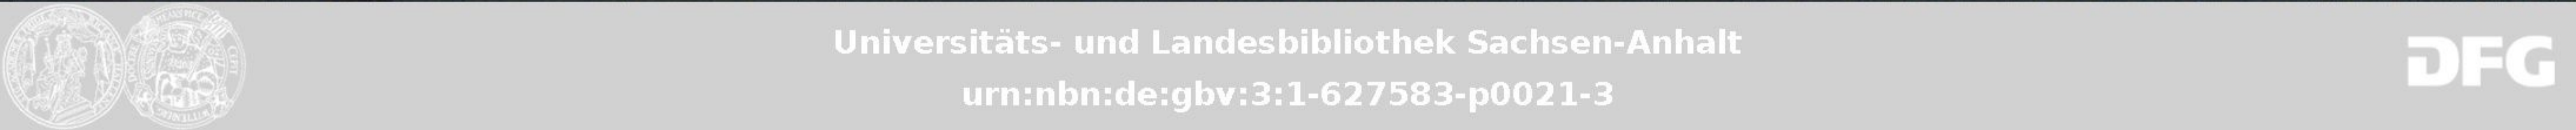 Universitäts- und Landesbibliothek Sachsen-Anhalt
urn:nbn:de:gbv:3:1-627583-p0021-3
DFG